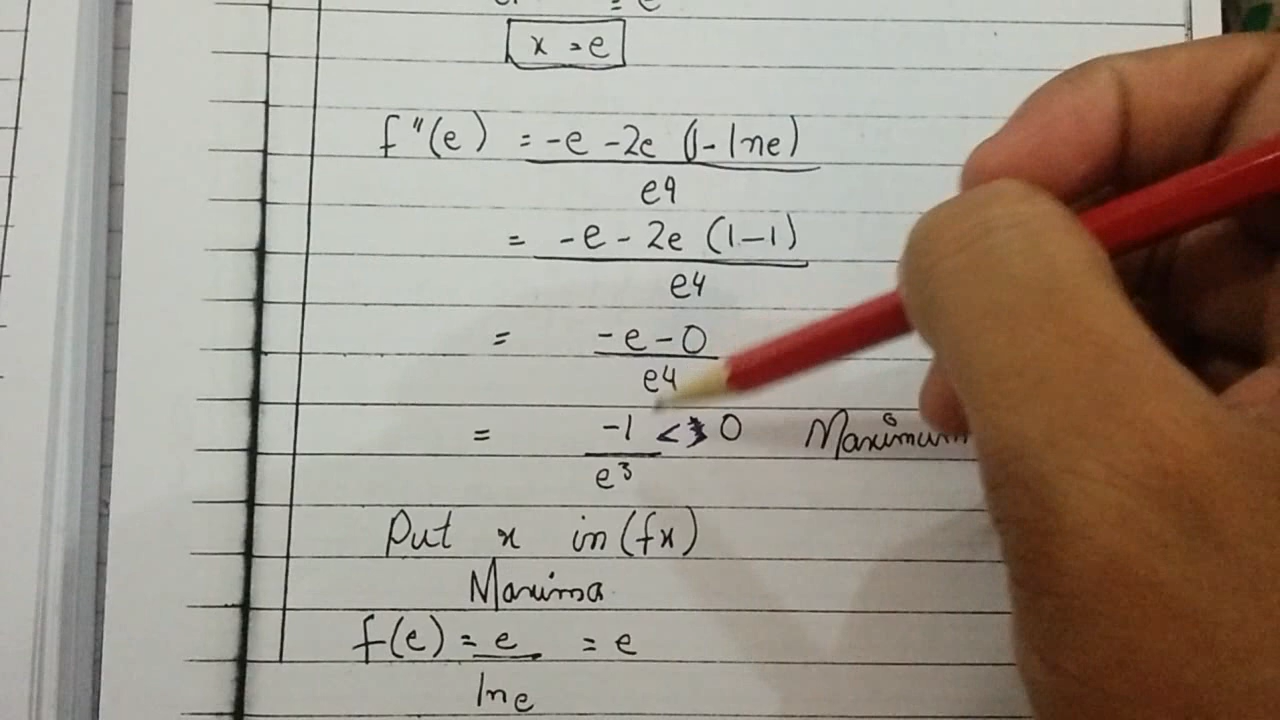 = e
x = e
f"(e) = -e - 2e (1 - lne) / e4
= -e - 2e (1-1) / e4
= -e - 0 / e4
= -1 / e³ < 0 Maximum
Put x in (fx)
Maxima
f(e) = e / lne = e